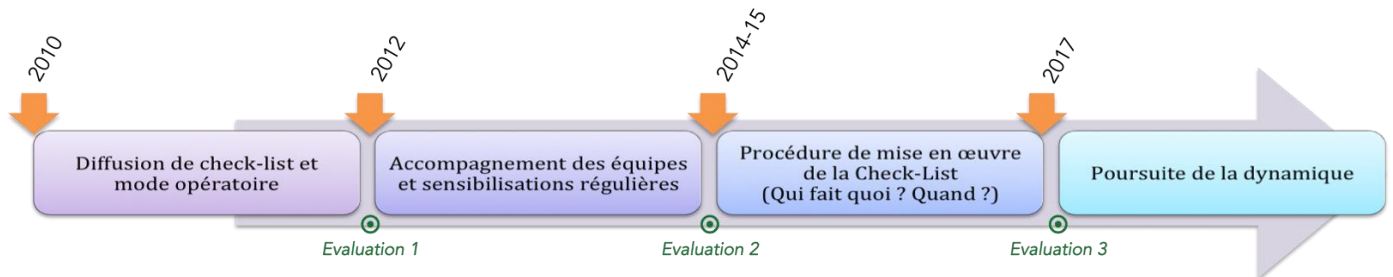 2010
2012
2014-15
2017
Diffusion de check-list et
mode opératoire
Accompagnement des équipes
et sensibilisations régulières
Procédure de mise en œuvre
de la Check-List
(Qui fait quoi ? Quand ?)
Poursuite de la dynamique
Evaluation 1
Evaluation 2
Evaluation 3